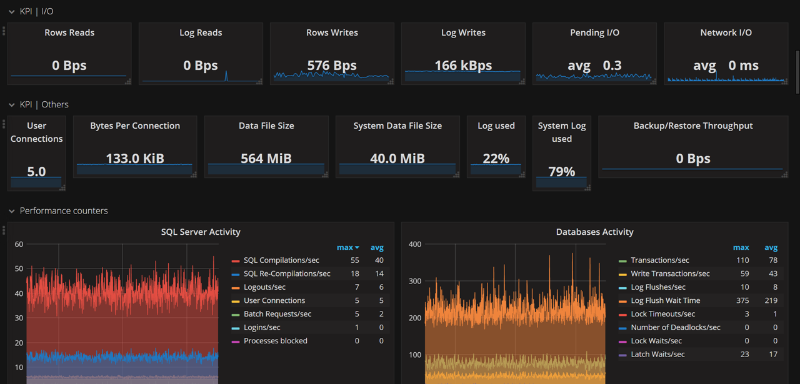 KPI | I/O
Rows Reads
0 Bps
Log Reads
0 Bps
Rows Writes
576 Bps
Log Writes
166 kBps
Pending I/O
avg 0.3
Network I/O
avg 0 ms
KPI | Others
User Connections
5.0
Bytes Per Connection
133.0 KiB
Data File Size
564 MiB
System Data File Size
40.0 MiB
Log used
22%
System Log used
79%
Backup/Restore Throughput
0 Bps
Performance counters
SQL Server Activity
60
50
40
30
20
10
max avg
SQL Compilations/sec 55 40
SQL Re-Compilations/sec 18 14
Logouts/sec 7 6
User Connections 5 5
Batch Requests/sec 5 2
Logins/sec 1 0
Processes blocked 0 0
Databases Activity
400
300
200
100
max avg
Transactions/sec 110 78
Write Transactions/sec 59 43
Log Flushes/sec 10 8
Log Flush Wait Time 375 219
Lock Timeouts/sec 3 1
Number of Deadlocks/sec 0 0
Lock Waits/sec 0 0
Latch Waits/sec 23 17